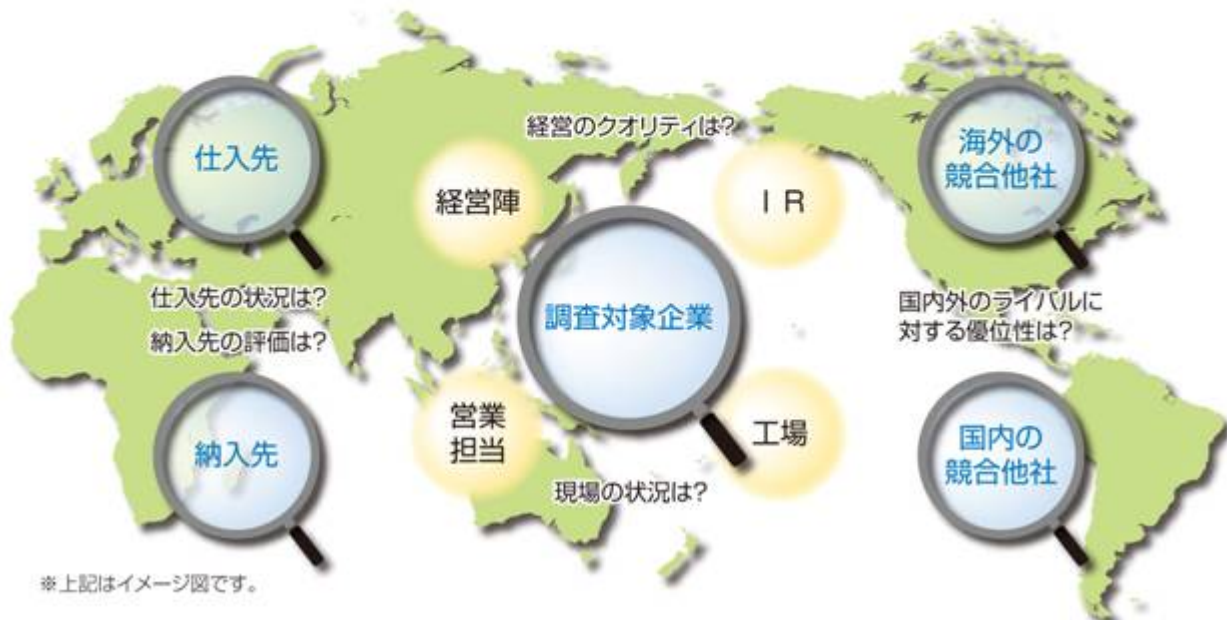 経営のクオリティは?
仕入先
経営陣
IR
海外の
競合他社
調査対象企業
仕入先の状況は?
納入先の評価は?
国内外のライバルに
対する優位性は?
納入先
営業
担当
工場
国内の
競合他社
現場の状況は?
※上記はイメージ図です。